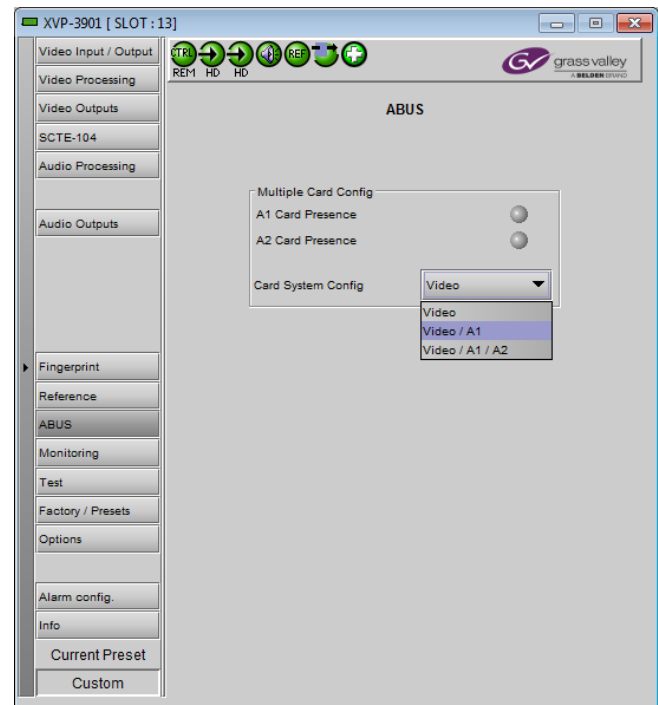 XVP-3901 [ SLOT : 13]
Video Input / Output
Video Processing
Video Outputs
SCTE-104
Audio Processing
Audio Outputs
Fingerprint
Reference
ABUS
Monitoring
Test
Factory / Presets
Options
Alarm config.
Info
Current Preset
Custom
CTRL REF
REM HD HD
GV grass valley
A BELDEN BRAND
ABUS
Multiple Card Config
A1 Card Presence
A2 Card Presence
Card System Config Video
Video
Video / A1
Video / A1 / A2